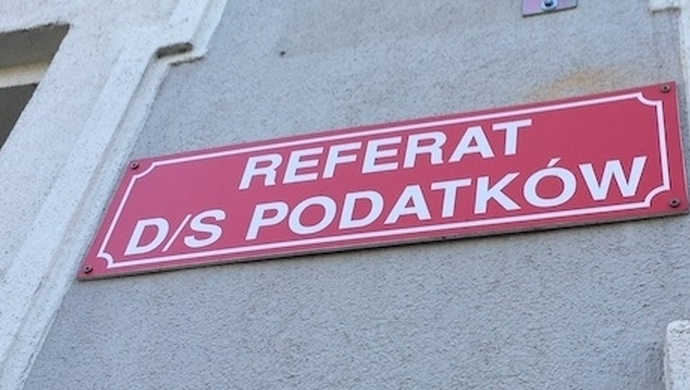 REFERAT
D/S PODATKÓW